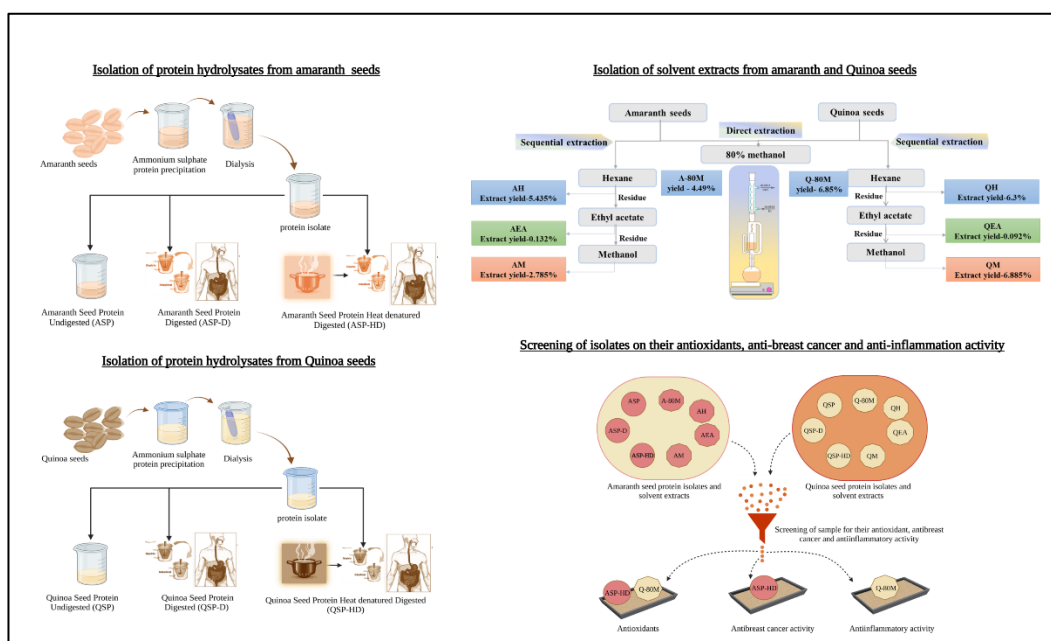 Isolation of protein hydrolysates from amaranth seeds
Amaranth seeds
Ammonium sulphate
protein precipitation
Dialysis
protein isolate
Amaranth Seed Protein
Undigested (ASP)
Amaranth Seed Protein
Digested (ASP-D)
Amaranth Seed Protein Heat denatured
Digested (ASP-HD)
Isolation of protein hydrolysates from Quinoa seeds
Quinoa seeds
Ammonium sulphate
protein precipitation
Dialysis
protein isolate
Quinoa Seed Protein
Undigested (QSP)
Quinoa Seed Protein
Digested (QSP-D)
Quinoa Seed Protein Heat denatured Digested
(QSP-HD)
Isolation of solvent extracts from amaranth and Quinoa seeds
Amaranth seeds
Quinoa seeds
Sequential extraction
Direct extraction
Sequential extraction
80% methanol
Hexane
A-80M
yield - 4.49%
Q-80M
yield- 6.85%
Hexane
AH
Extract yield-5.435%
Residue
Residue
QH
Extract yield-6.3%
Ethyl acetate
Ethyl acetate
AEA
Extract yield-0.132%
Residue
Residue
QEA
Extract yield-0.092%
Methanol
Methanol
AM
Extract yield-2.785%
QM
Extract yield-6.885%
Screening of isolates on their antioxidants, anti-breast cancer and anti-inflammation activity
ASP
A-80M
AH
ASP-D
AEA
ASP-HD
AM
QSP
Q-80M
QH
QSP-D
QEA
QSP-HD
QM
Amaranth seed protein isolates and
solvent extracts
Quinoa seed protein isolates and
solvent extracts
Screening of sample for their antioxidant, antibreast
cancer and antiinflammatory activity
ASP-HD
Q-80M
ASP-HD
Q-80M
Antioxidants
Antibreast cancer activity
Antiinflammatory activity